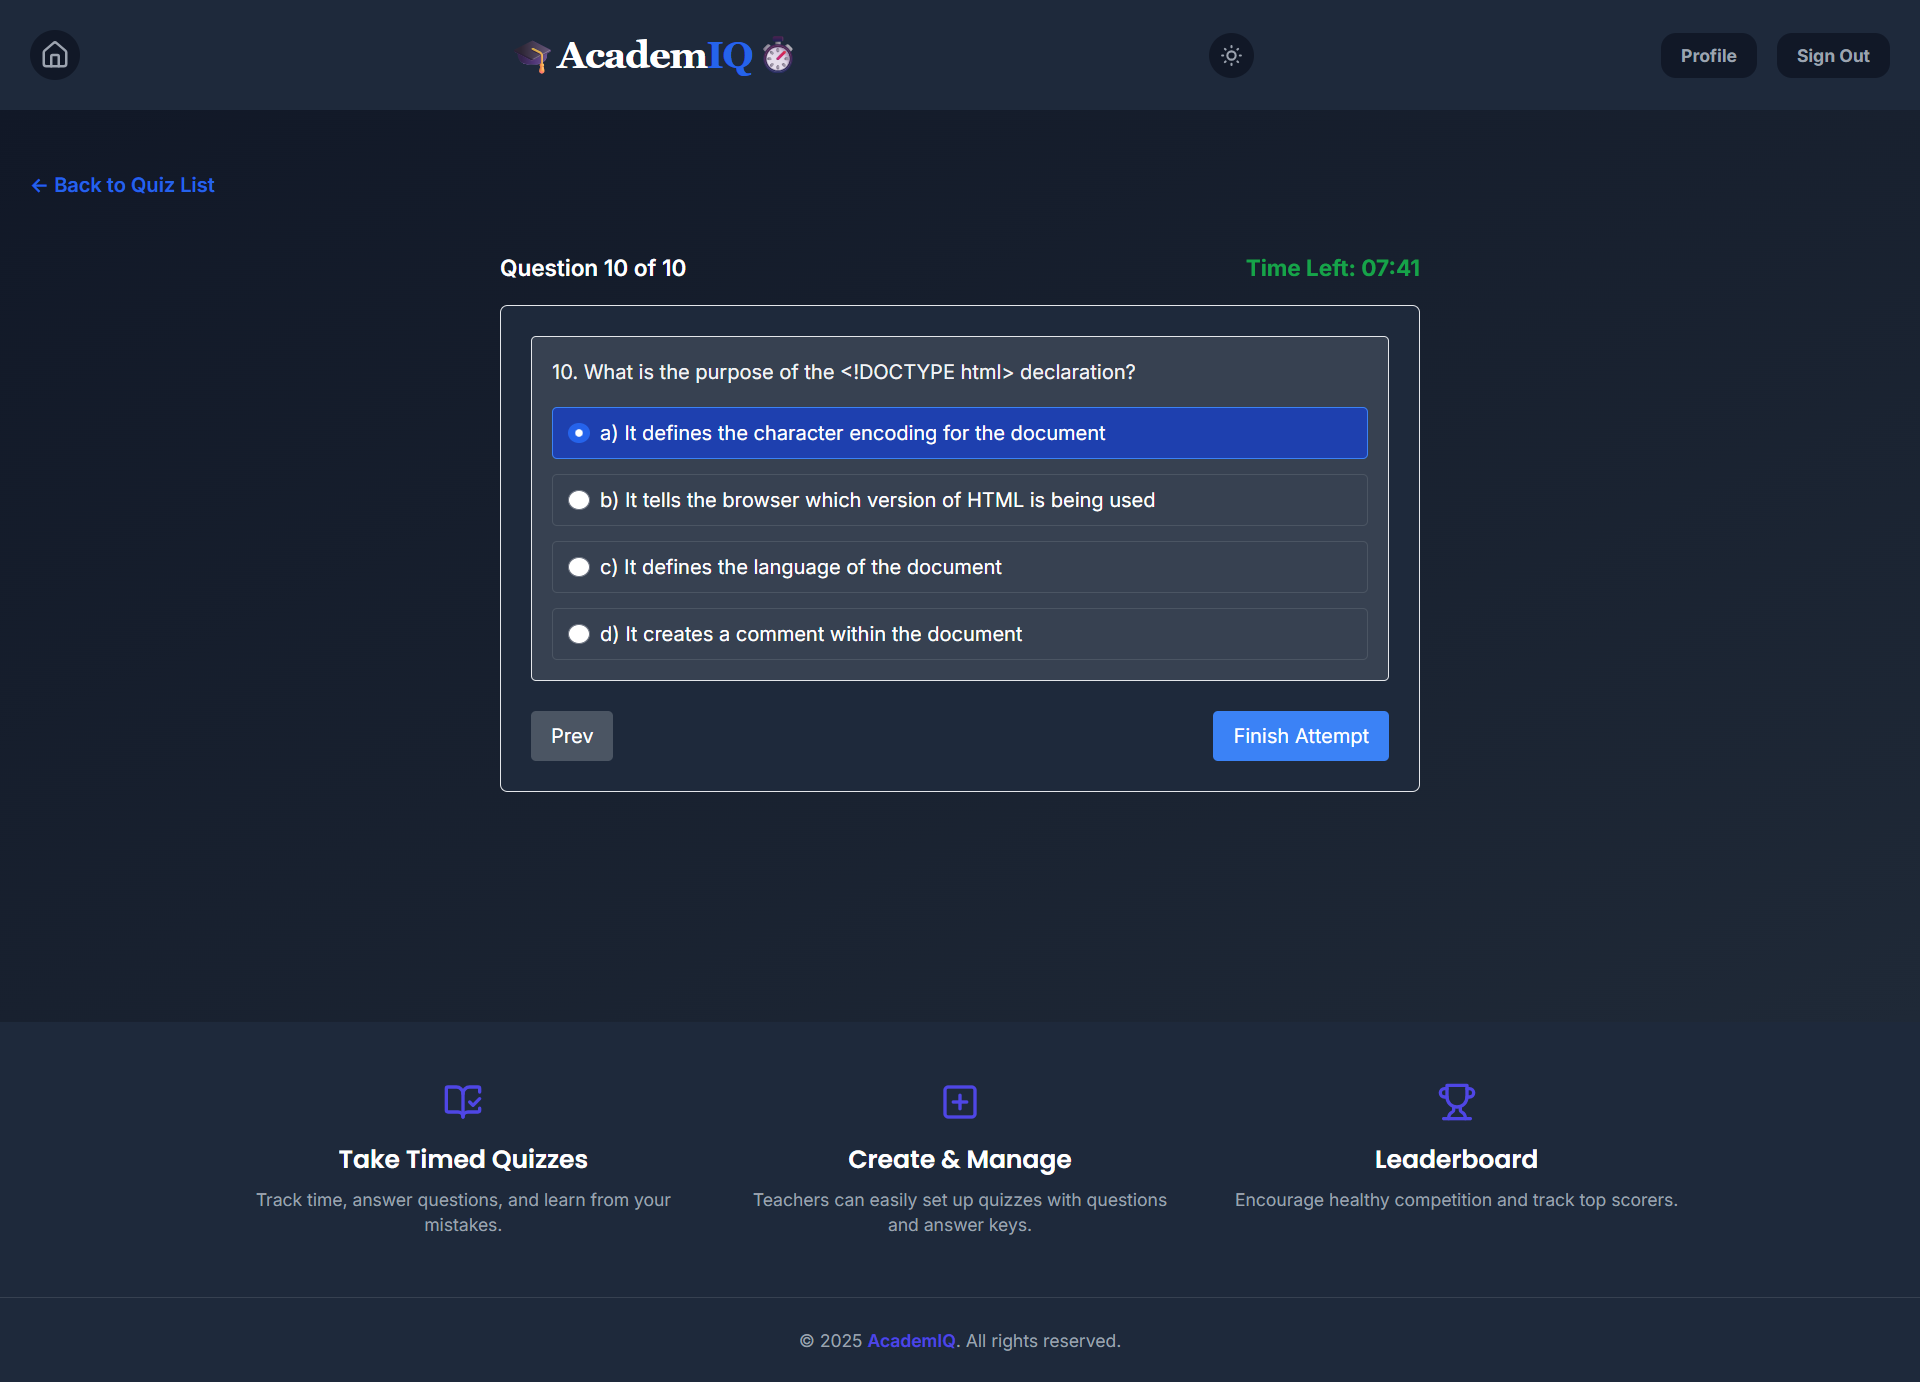 AcademIQ
Profile
Sign Out
← Back to Quiz List
Question 10 of 10
Time Left: 07:41
10. What is the purpose of the <!DOCTYPE html> declaration?
a) It defines the character encoding for the document
b) It tells the browser which version of HTML is being used
c) It defines the language of the document
d) It creates a comment within the document
Prev
Finish Attempt
Take Timed Quizzes
Track time, answer questions, and learn from your
mistakes.
Create & Manage
Teachers can easily set up quizzes with questions
and answer keys.
Leaderboard
Encourage healthy competition and track top scorers.
© 2025 AcademIQ. All rights reserved.